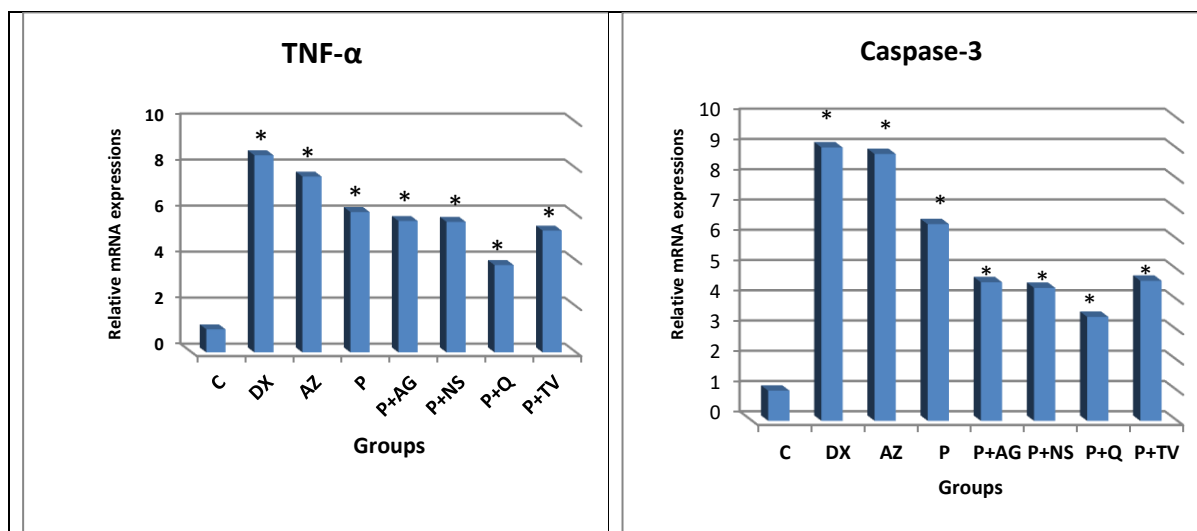 TNF-α
Relative mRNA expressions
10
8
6
4
2
0
* * * * * * *
C DX AZ P P+AG P+NS P+Q P+TV
Groups
Caspase-3
Relative mRNA expressions
10
9
8
7
6
5
4
3
2
1
0
* * * * * * *
C DX AZ P P+AG P+NS P+Q P+TV
Groups